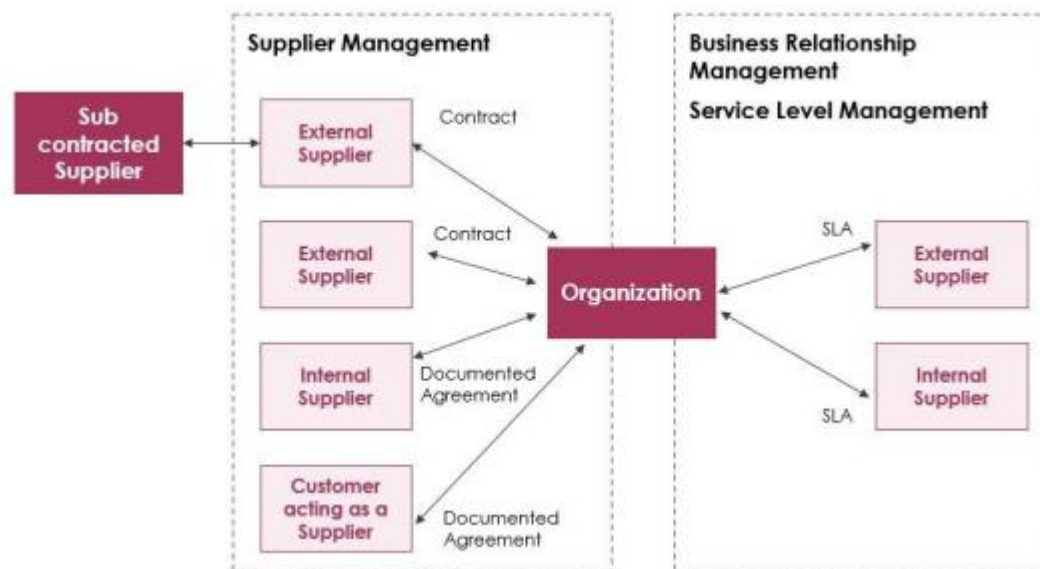 Supplier Management
Business Relationship
Management
Service Level Management
Sub
contracted
Supplier
External
Supplier
Contract
External
Supplier
Contract
Internal
Supplier
Documented
Agreement
Customer
acting as a
Supplier
Documented
Agreement
Organization
SLA
External
Supplier
Internal
Supplier
SLA